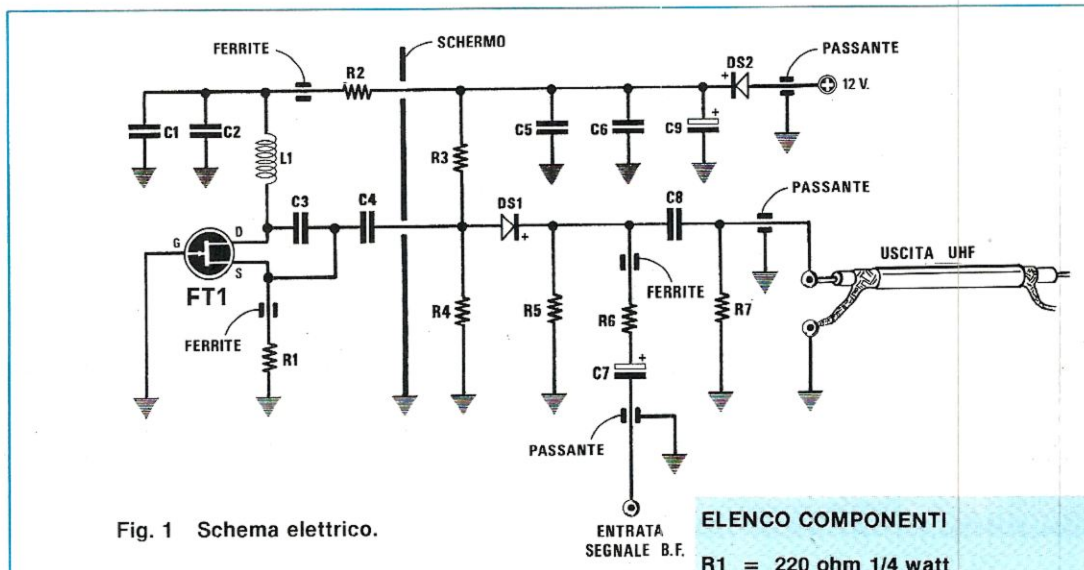 FERRITE
SCHERMO
PASSANTE
R2
DS2
+
12 V.
C1
C2
L1
R3
C5
C6
C9
+
PASSANTE
C3
C4
DS1
+
C8
G
D
S
FT1
USCITA UHF
FERRITE
R4
R5
R6
FERRITE
R7
FERRITE
R1
C7
+
PASSANTE
Fig. 1 Schema elettrico.
ENTRATA
SEGNALE B.F.
ELENCO COMPONENTI
R1 = 220 ohm 1/4 watt